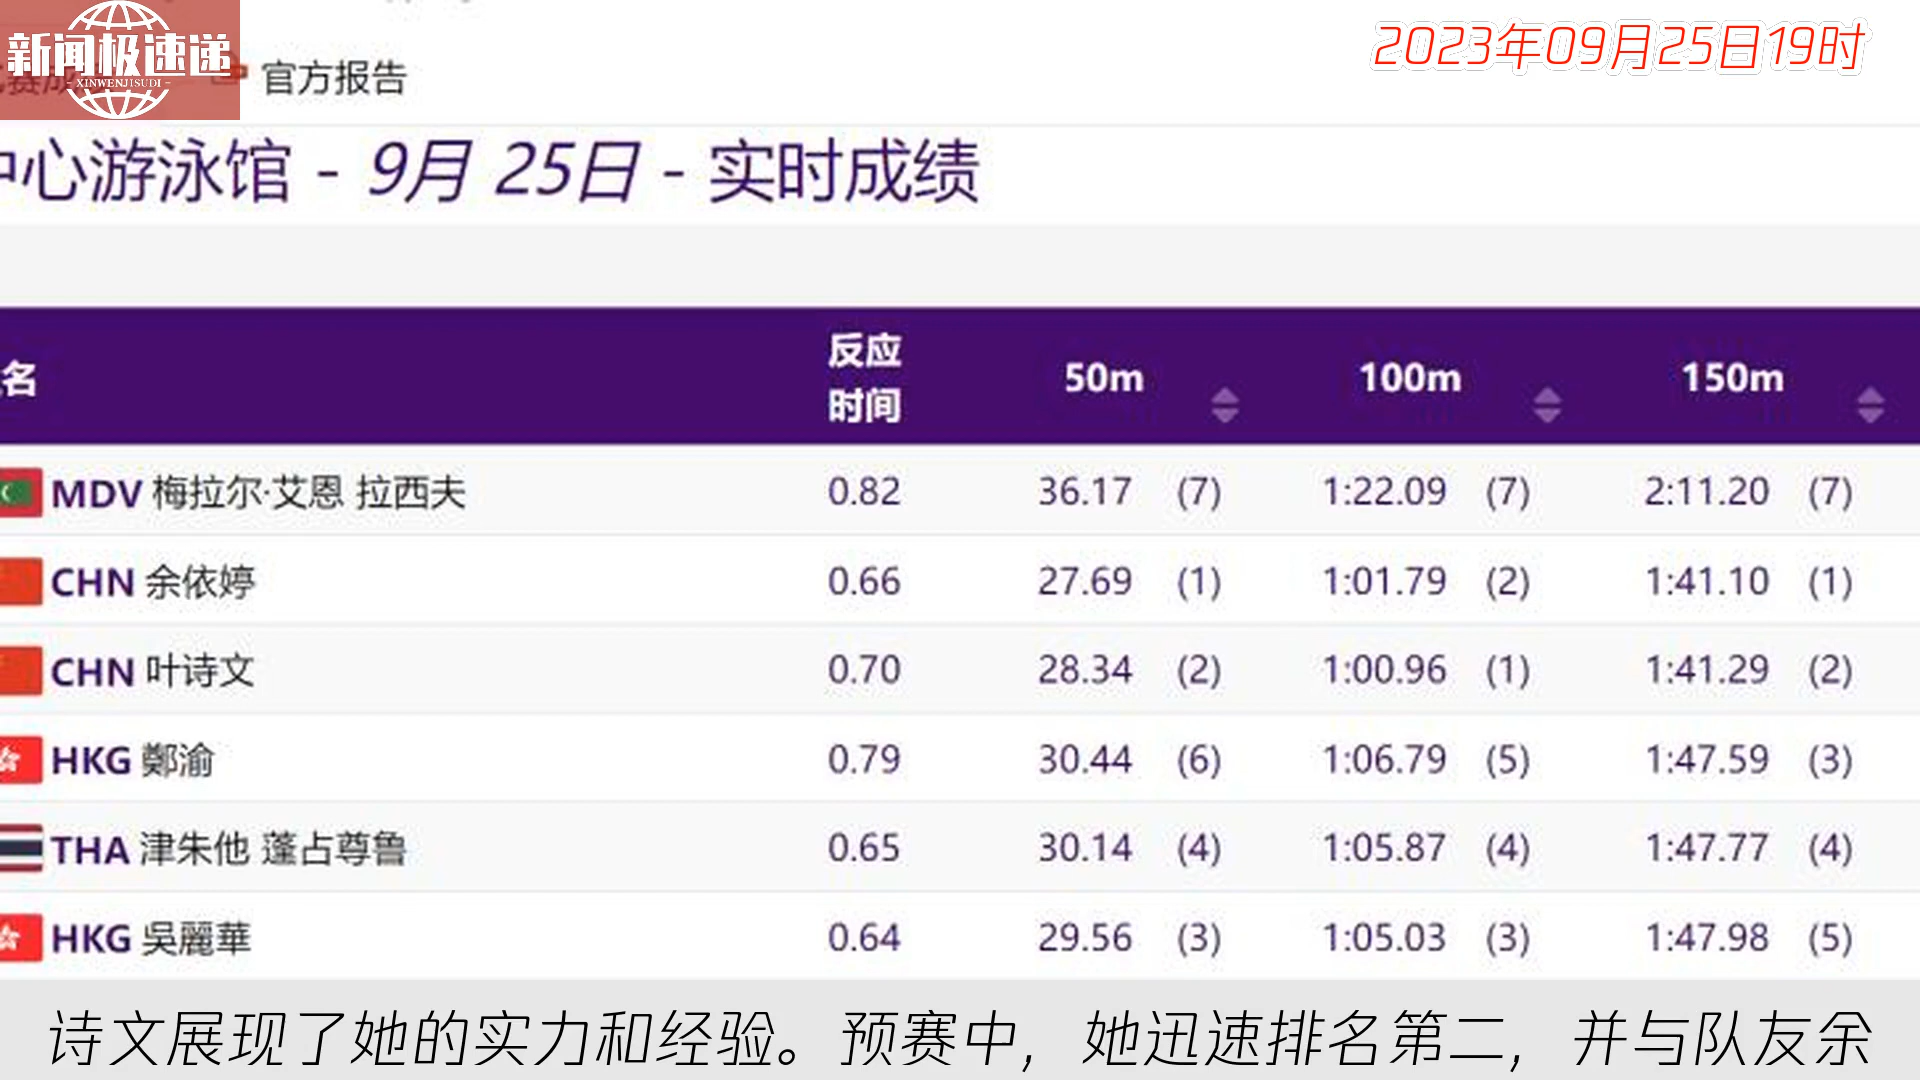 新闻极速递
-XINWENJISUDI-
2023年09月25日19时
官方报告
中心游泳馆 - 9月 25日 - 实时成绩
名 反应时间 50m 100m 150m
MDV 梅拉尔·艾恩 拉西夫 0.82 36.17 (7) 1:22.09 (7) 2:11.20 (7)
CHN 余依婷 0.66 27.69 (1) 1:01.79 (2) 1:41.10 (1)
CHN 叶诗文 0.70 28.34 (2) 1:00.96 (1) 1:41.29 (2)
HKG 鄭渝 0.79 30.44 (6) 1:06.79 (5) 1:47.59 (3)
THA 津朱他 蓬占尊鲁 0.65 30.14 (4) 1:05.87 (4) 1:47.77 (4)
HKG 吳麗華 0.64 29.56 (3) 1:05.03 (3) 1:47.98 (5)
诗文展现了她的实力和经验。预赛中，她迅速排名第二，并与队友余